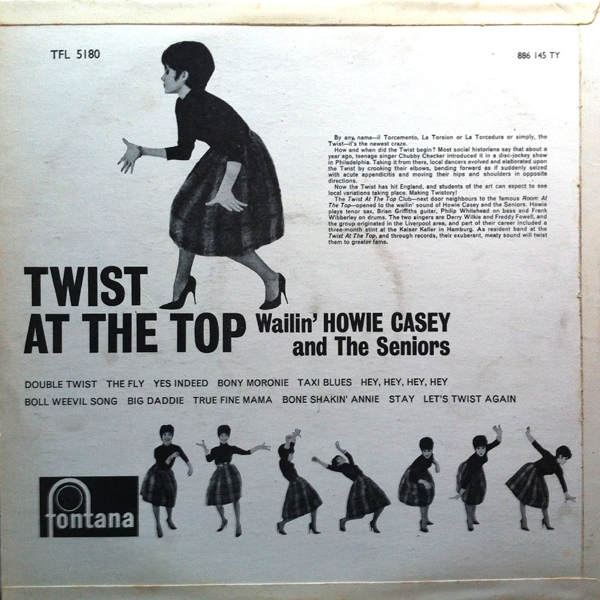 TFL 5180
886 145 TY
By any name—il Torcemento, La Torsion or La Torcedura or simply, the
Twist—it's the newest craze.
How and when did the Twist begin? Most social historians say that about a
year ago, teenage singer Chubby Checker introduced it in a disc-jockey show
in Philadelphia. Taking it from there, local dancers evolved and elaborated upon
the Twist by crooking their elbows, bending forward as if suddenly seized
with acute appendicitis and moving their hips and shoulders in opposite
directions.
Now the Twist has hit England, and students of the art can expect to see
local variations taking place. Making Twistory!
The Twist At The Top Club—next door neighbours to the famous Room At
The Top—opened to the wailin' sound of Howie Casey and the Seniors. Howie
plays tenor sax, Brian Griffiths guitar, Philip Whitehead on bass and Frank
Wibberley on drums. The two singers are Derry Wilkie and Freddy Fowell, and
the group originated in the Liverpool area, and part of their career included a
three-month stint at the Kaiser Keller in Hamburg. As resident band at the
Twist At The Top, and through records, their exuberant, meaty sound will twist
them to greater fame.
TWIST
AT THE TOP Wailin' HOWIE CASEY
and The Seniors
DOUBLE TWIST THE FLY YES INDEED BONY MORONIE TAXI BLUES HEY, HEY, HEY, HEY
BOLL WEEVIL SONG BIG DADDIE TRUE FINE MAMA BONE SHAKIN' ANNIE STAY LET'S TWIST AGAIN
fontana